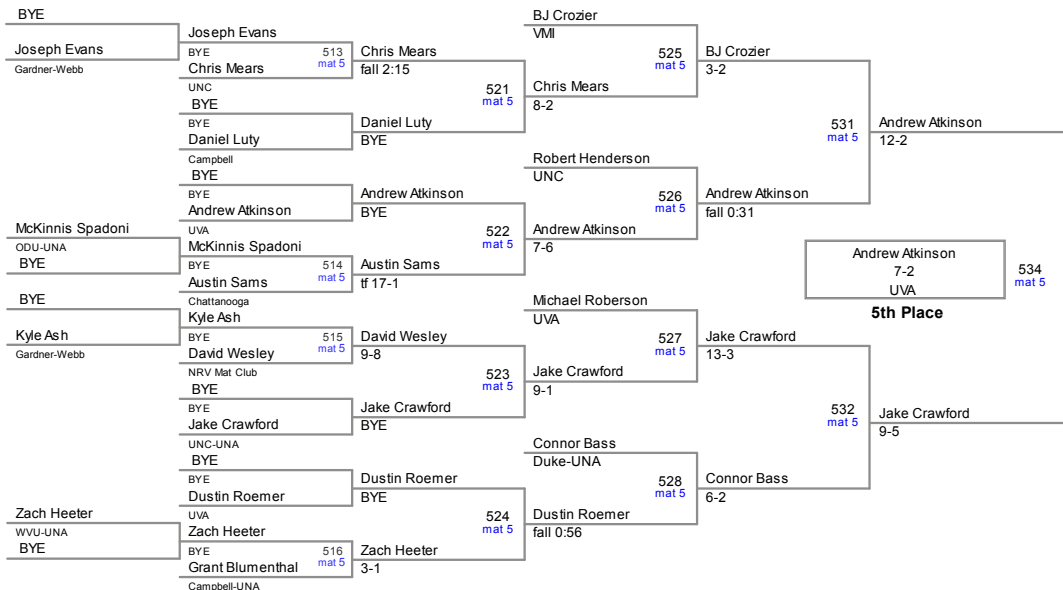 BYE
Joseph Evans
Gardner-Webb
McKinnis Spadoni
ODU-UNA
BYE
BYE
Kyle Ash
Gardner-Webb
Zach Heeter
WVU-UNA
BYE
Joseph Evans
BYE
Chris Mears
UNC
513
mat 5
BYE
BYE
Daniel Luty
Campbell
BYE
BYE
Andrew Atkinson
UVA
McKinnis Spadoni
BYE
Austin Sams
Chattanooga
514
mat 5
Kyle Ash
BYE
David Wesley
NRV Mat Club
515
mat 5
BYE
BYE
Jake Crawford
UNC-UNA
BYE
BYE
Dustin Roemer
UVA
Zach Heeter
BYE
Grant Blumenthal
Campbell-UNA
516
mat 5
Chris Mears
fall 2:15
Daniel Luty
BYE
521
mat 5
Andrew Atkinson
BYE
Austin Sams
tf 17-1
522
mat 5
David Wesley
9-8
Jake Crawford
BYE
523
mat 5
Dustin Roemer
BYE
Zach Heeter
3-1
524
mat 5
BJ Crozier
VMI
Chris Mears
8-2
525
mat 5
Robert Henderson
UNC
Andrew Atkinson
7-6
526
mat 5
Michael Roberson
UVA
Jake Crawford
9-1
527
mat 5
Connor Bass
Duke-UNA
Dustin Roemer
fall 0:56
528
mat 5
BJ Crozier
3-2
Andrew Atkinson
fall 0:31
531
mat 5
Jake Crawford
13-3
Connor Bass
6-2
532
mat 5
Andrew Atkinson
12-2
Jake Crawford
9-5
Andrew Atkinson
7-2
UVA
534
mat 5
5th Place